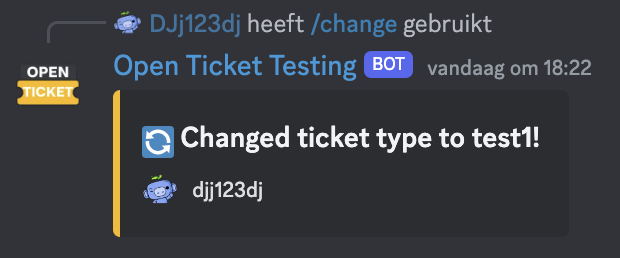 DJj123dj heeft /change gebruikt
OPEN
TICKET
Open Ticket Testing BOT vandaag om 18:22
Changed ticket type to test1!
djj123dj